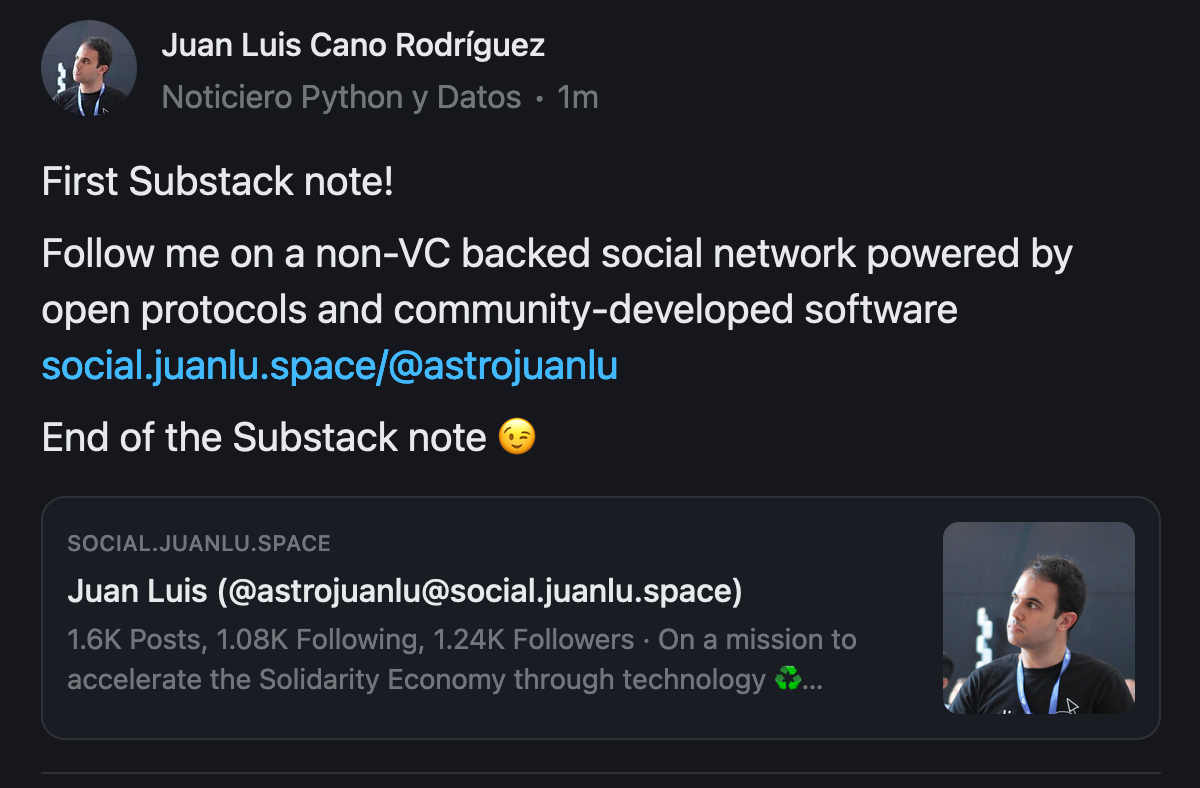 Juan Luis Cano Rodríguez
Noticiero Python y Datos · 1m
First Substack note!
Follow me on a non-VC backed social network powered by
open protocols and community-developed software
social.juanlu.space/@astrojuanlu
End of the Substack note 😉
SOCIAL.JUANLU.SPACE
Juan Luis (@astrojuanlu@social.juanlu.space)
1.6K Posts, 1.08K Following, 1.24K Followers · On a mission to
accelerate the Solidarity Economy through technology ♻️...